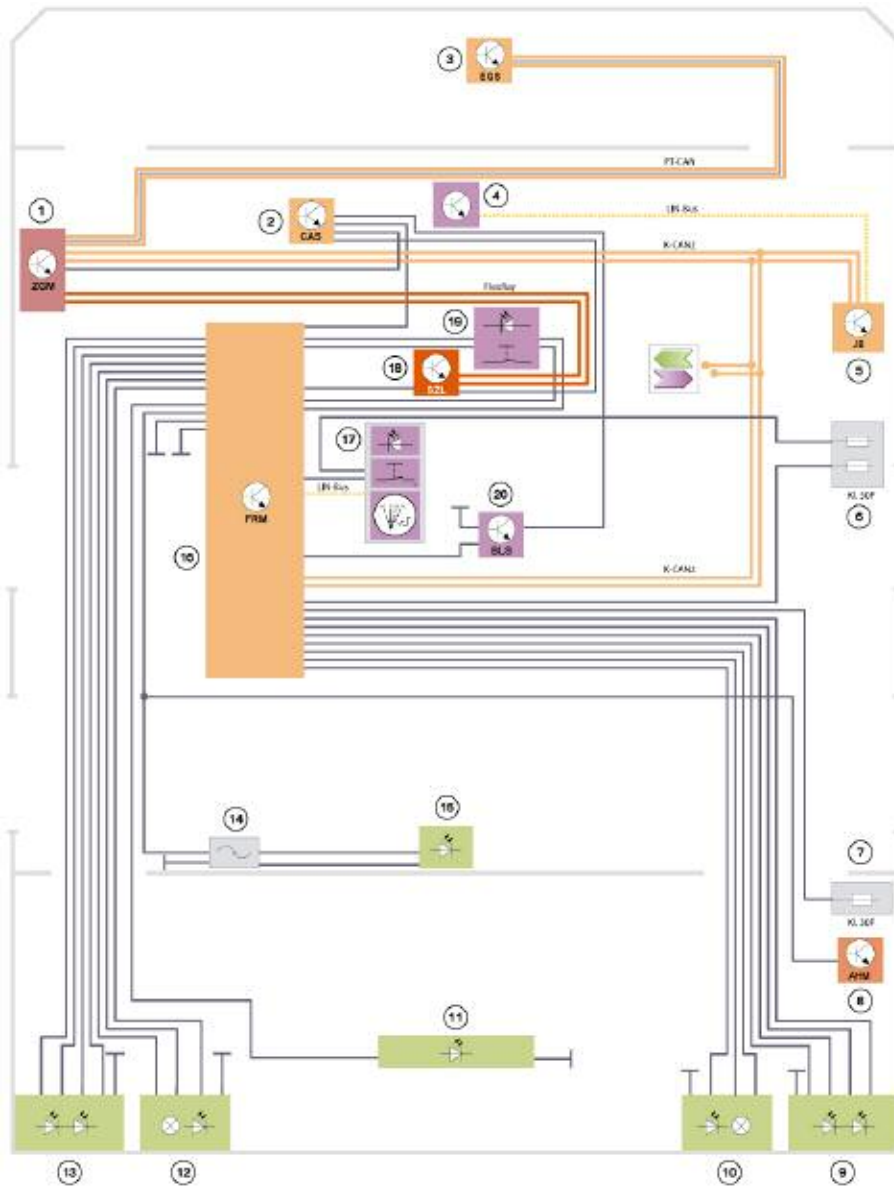 3
EGS
PT-CAN
1
2
4
CAS
LIN-Bus
ZGM
K-CAN2
FlexRay
19
18
SZL
JB
5
17
LIN-Bus
20
Kl. 30F
6
FRM
BLS
16
K-CAN2
14
15
7
Kl. 30F
AHM
8
11
13
12
10
9